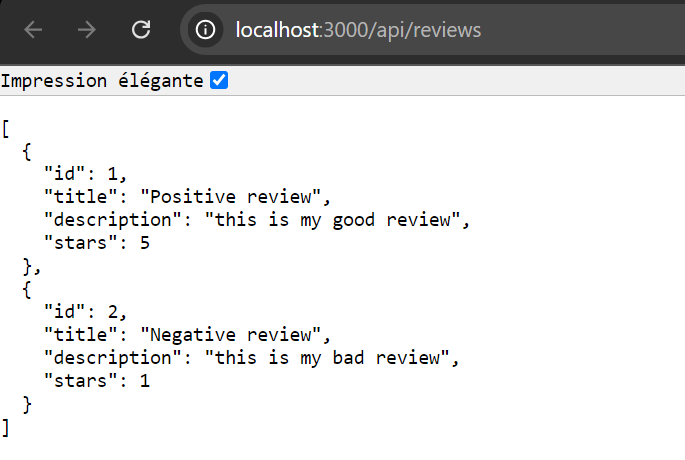 localhost:3000/api/reviews
Impression élégante
[
  {
    "id": 1,
    "title": "Positive review",
    "description": "this is my good review",
    "stars": 5
  },
  {
    "id": 2,
    "title": "Negative review",
    "description": "this is my bad review",
    "stars": 1
  }
]